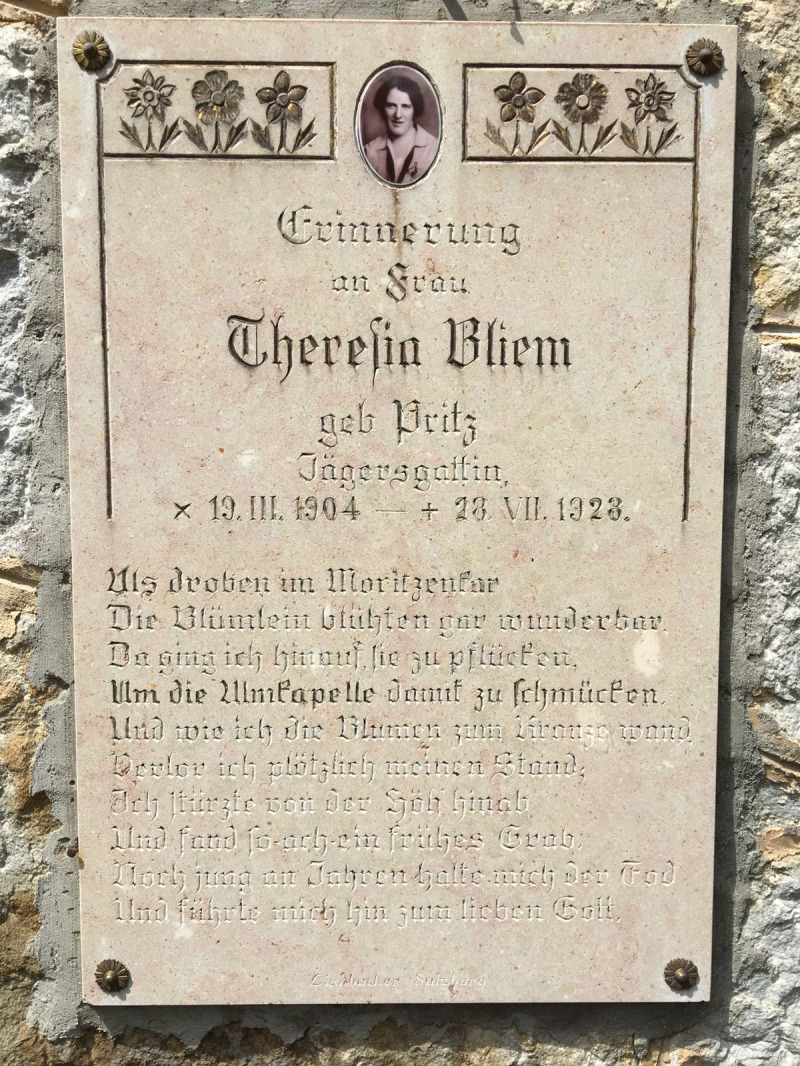 Erinnerung
an Frau
Theresia Bliem
geb Pritz
Jägersgattin,
× 19. III. 1904 — + 28. VII. 1928.
Als droben im Moritzenkar
Die Blümlein blühten gar wunderbar,
Da ging ich hinauf, sie zu pflücken,
Um die Ulmkapelle damit zu schmücken.
Und wie ich die Blumen zum Kranze wand,
Verlor ich plötzlich meinen Stand;
Ich stürzte von der Höh hinab
Und fand so-ach-ein frühes Grab;
Noch jung an Jahren holte mich der Tod
Und führte mich hin zum lieben Gott.
Lienbacher Salzburg